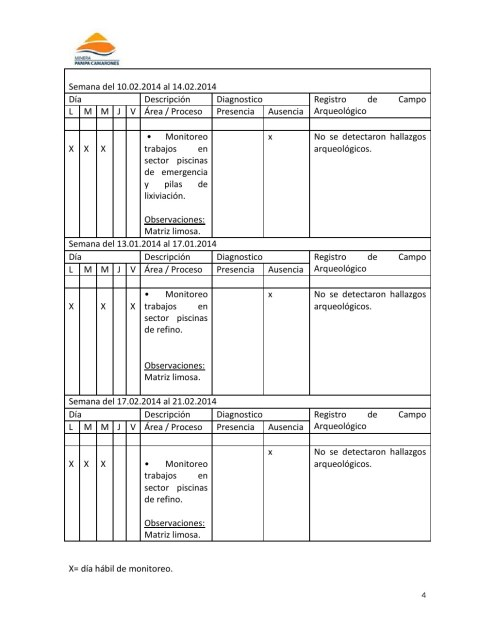 MINERA
PAMPA CAMARONES
Semana del 10.02.2014 al 14.02.2014
Día Descripción Diagnostico Registro de Campo
L M M J V Área / Proceso Presencia Ausencia Arqueológico
• Monitoreo x No se detectaron hallazgos
X X X trabajos en arqueológicos.
sector piscinas
de emergencia
y pilas de
lixiviación.
Observaciones:
Matriz limosa.
Semana del 13.01.2014 al 17.01.2014
Día Descripción Diagnostico Registro de Campo
L M M J V Área / Proceso Presencia Ausencia Arqueológico
• Monitoreo x No se detectaron hallazgos
X X X trabajos en arqueológicos.
sector piscinas
de refino.
Observaciones:
Matriz limosa.
Semana del 17.02.2014 al 21.02.2014
Día Descripción Diagnostico Registro de Campo
L M M J V Área / Proceso Presencia Ausencia Arqueológico
x No se detectaron hallazgos
X X X • Monitoreo arqueológicos.
trabajos en
sector piscinas
de refino.
Observaciones:
Matriz limosa.
X= día hábil de monitoreo.
4